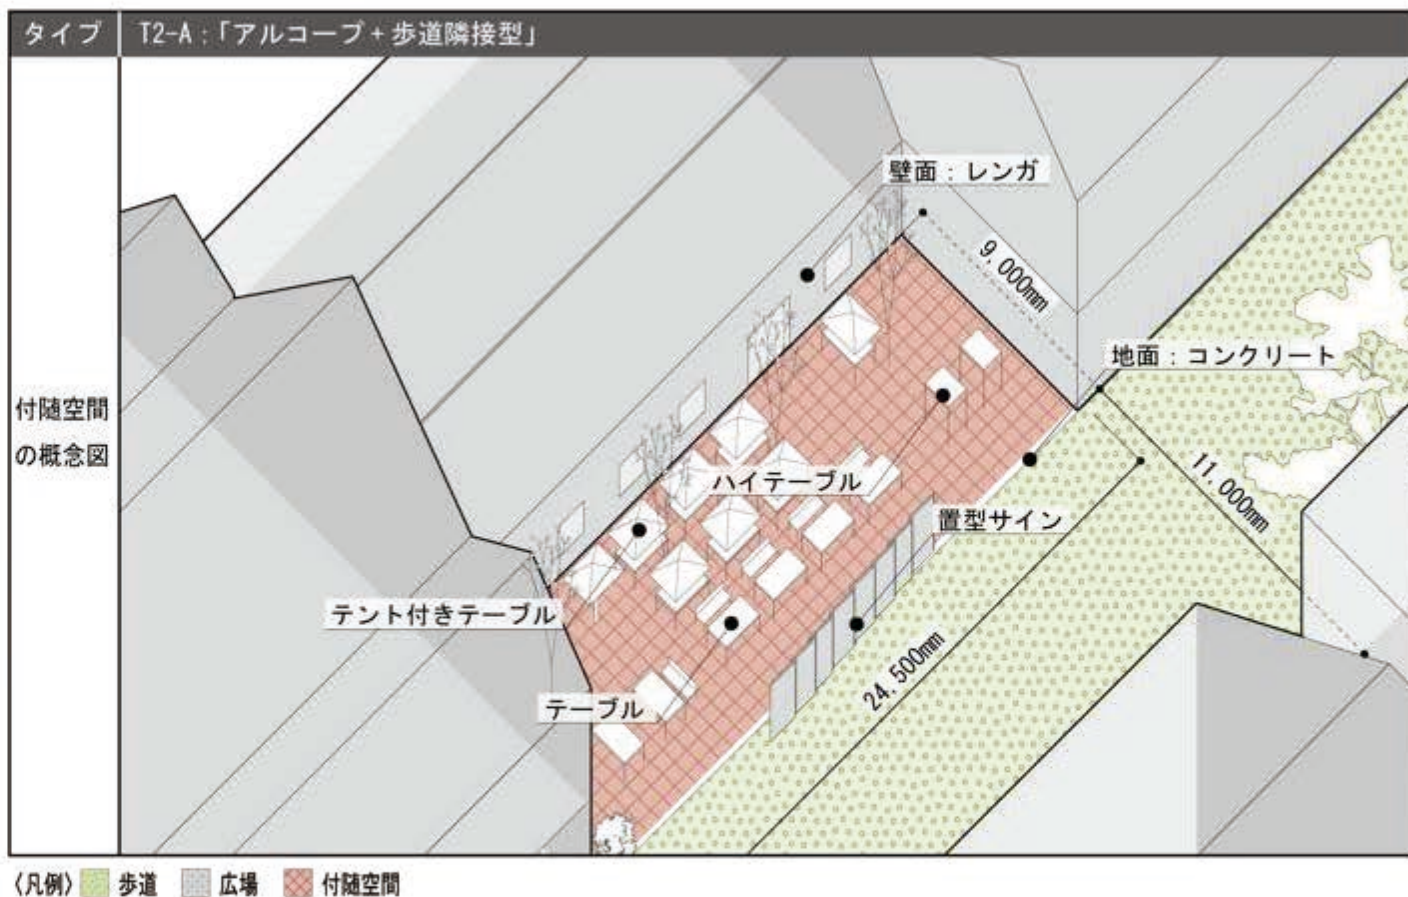 タイプ
T2-A：「アルコーブ＋歩道隣接型」
付随空間
の概念図
壁面：レンガ
9,000mm
地面：コンクリート
11,000mm
ハイテーブル
置型サイン
テント付きテーブル
24,500mm
テーブル
〈凡例〉 歩道 広場 付随空間